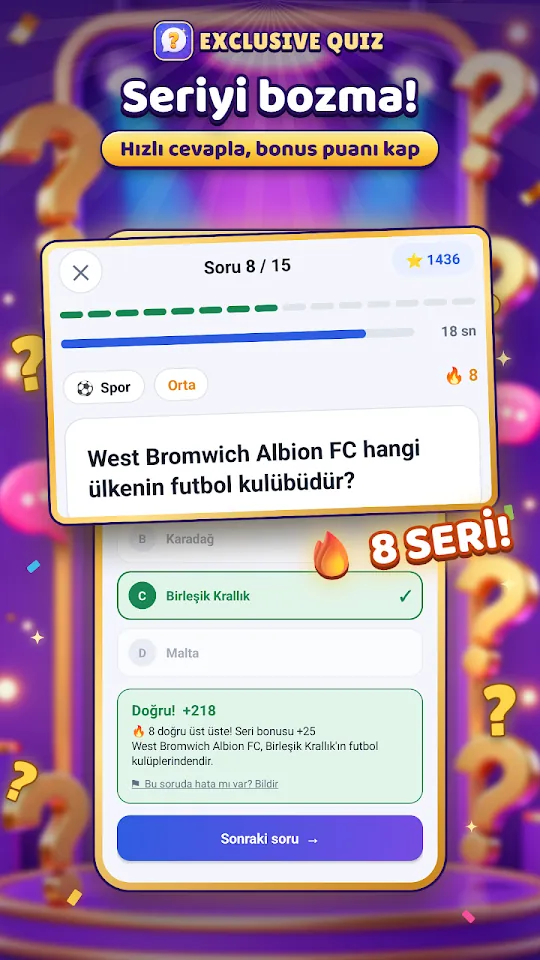 EXCLUSIVE QUIZ
Seriyi bozma!
Hızlı cevapla, bonus puanı kap
Soru 8 / 15
1436
18 sn
Spor
Orta
8
West Bromwich Albion FC hangi
ülkenin futbol kulübüdür?
8 SERİ!
B Karadağ
C Birleşik Krallık ✓
D Malta
Doğru! +218
🔥 8 doğru üst üste! Seri bonusu +25
West Bromwich Albion FC, Birleşik Krallık'ın futbol
kulüplerindendir.
Bu soruda hata mı var? Bildir
Sonraki soru →